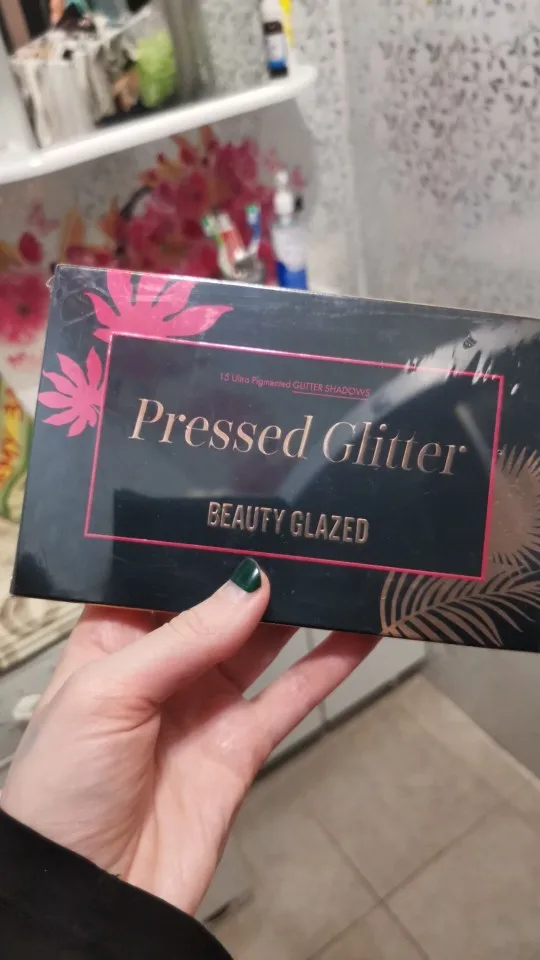 15 Ultra Pigmented GLITTER SHADOWS
Pressed Glitter
BEAUTY GLAZED